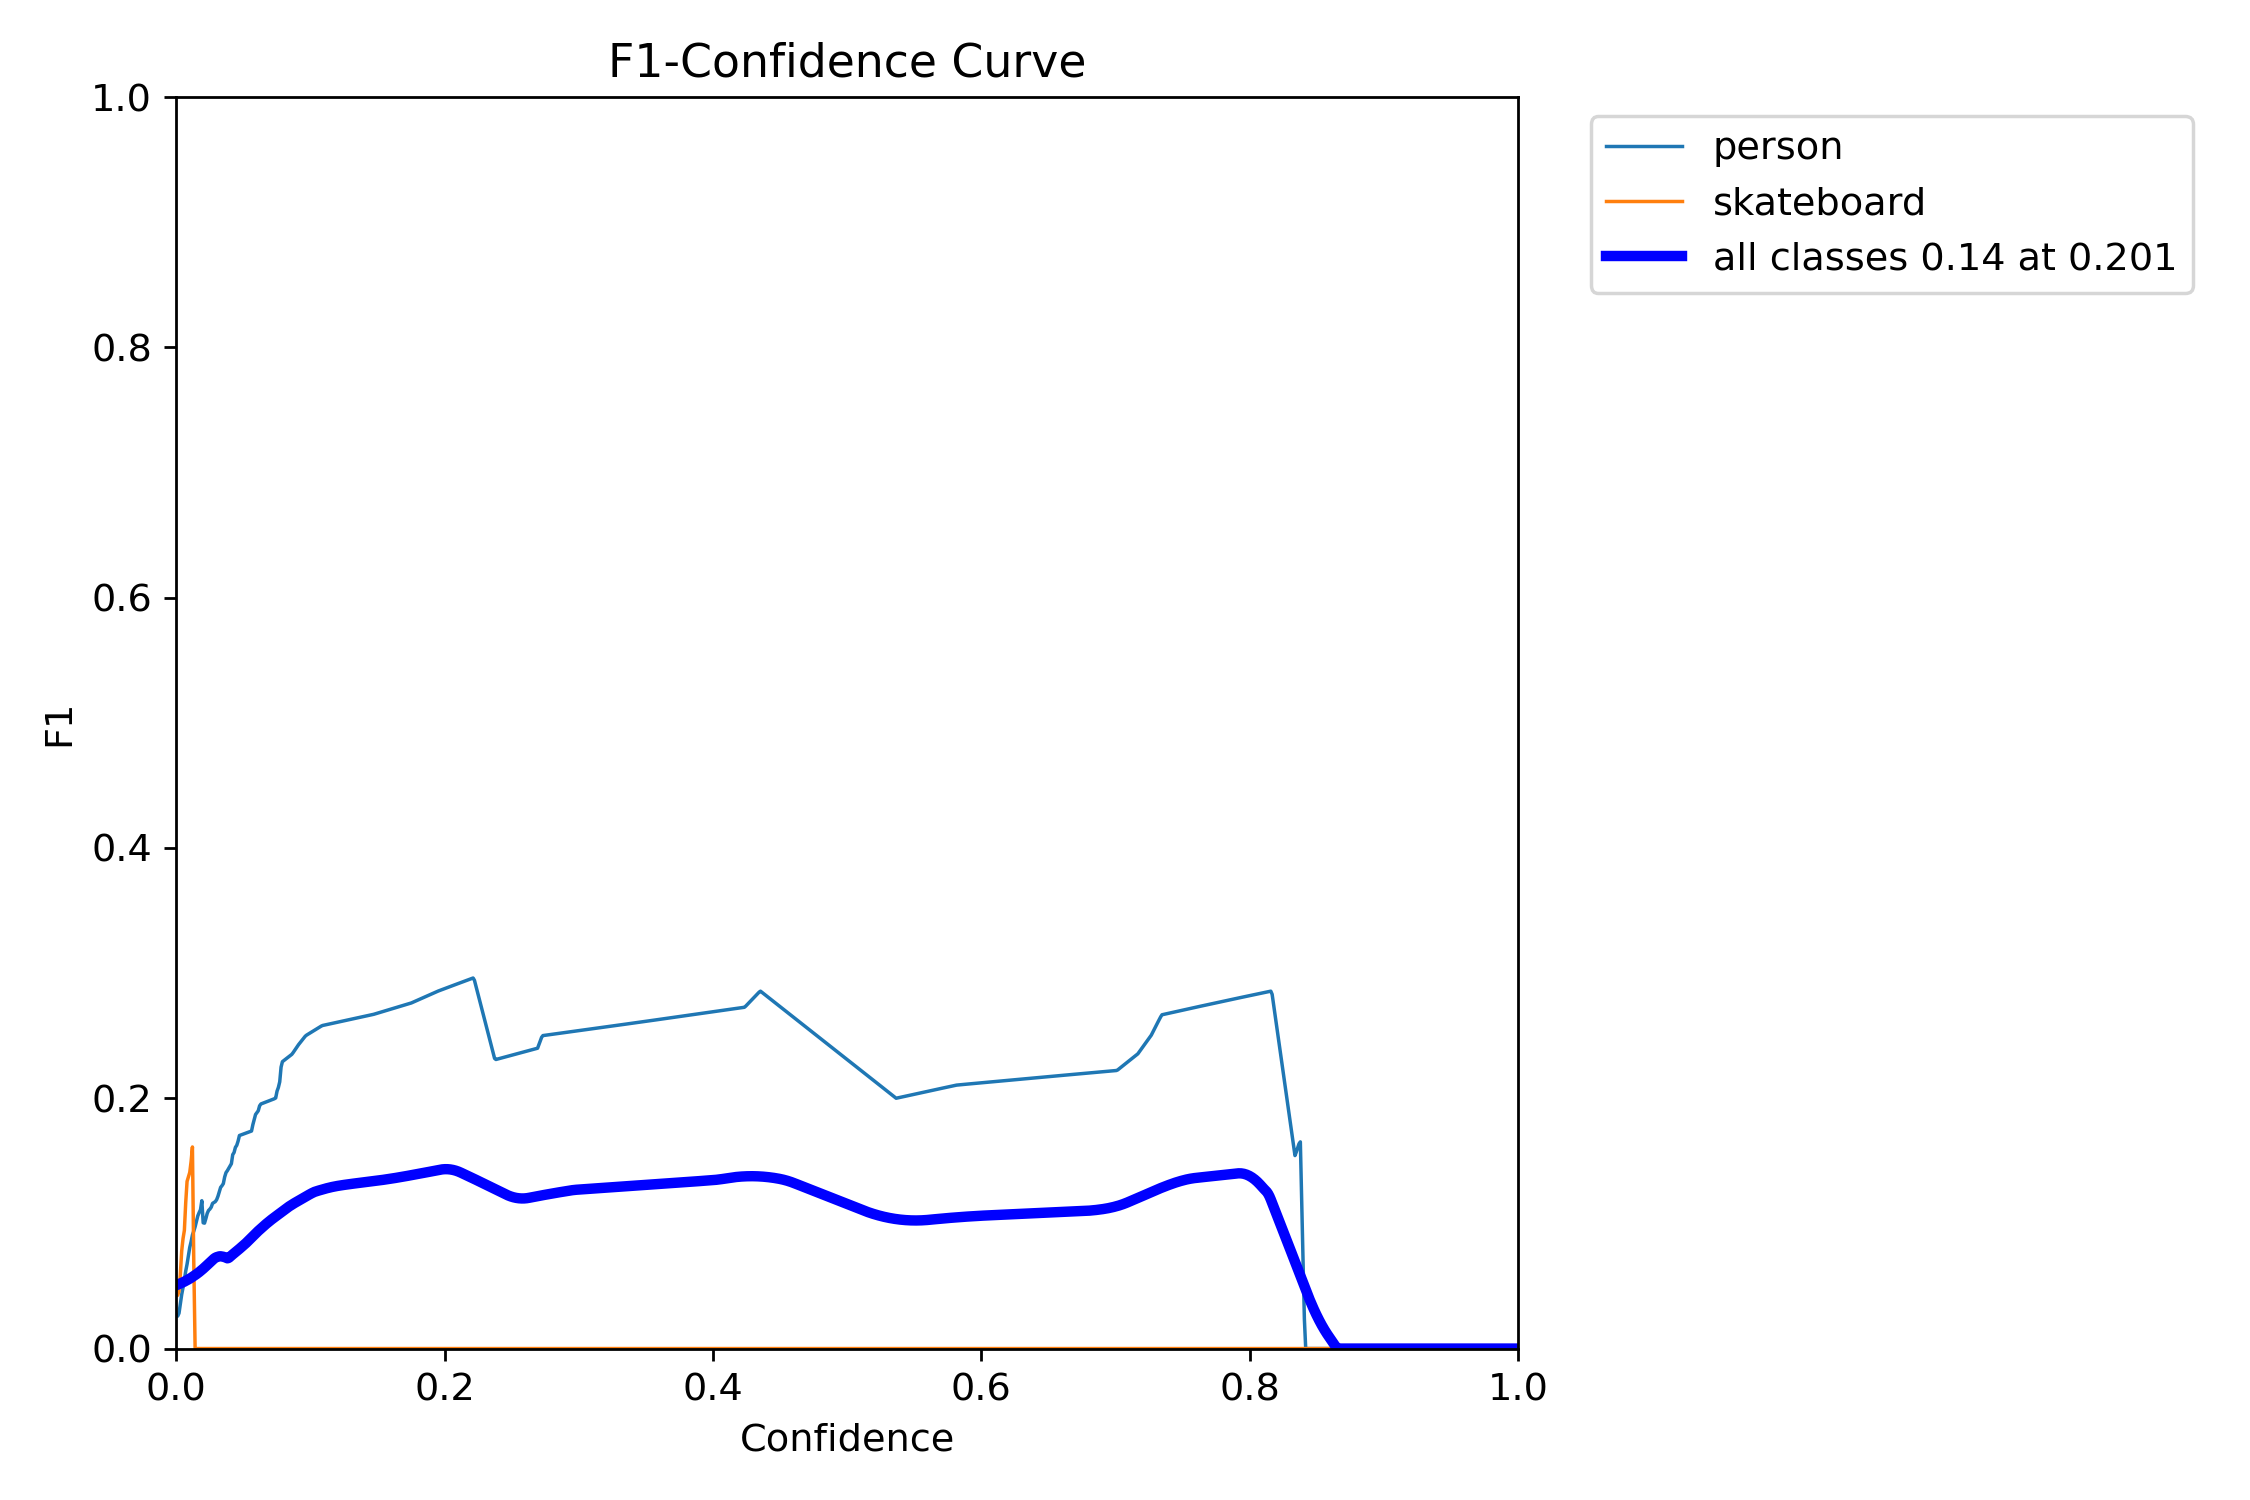 F1-Confidence Curve
person
skateboard
all classes 0.14 at 0.201
1.0
0.8
0.6
0.4
0.2
0.0
F1
0.0 0.2 0.4 0.6 0.8 1.0
Confidence